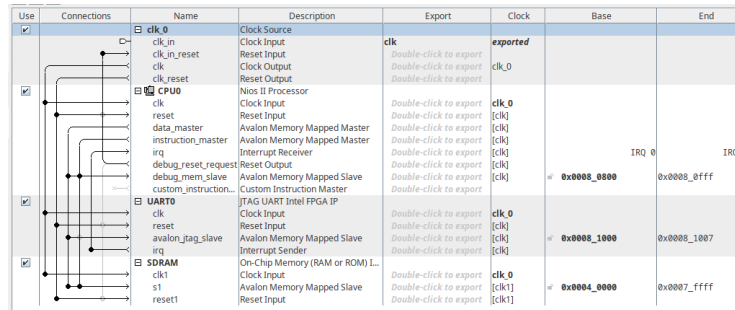 Use Connections Name Description Export Clock Base End
clk_0 Clock Source
clk_in Clock Input clk exported
clk_in_reset Reset Input Double-click to export
clk Clock Output Double-click to export clk_0
clk_reset Reset Output Double-click to export
CPU0 Nios II Processor
clk Clock Input Double-click to export clk_0
reset Reset Input Double-click to export [clk]
data_master Avalon Memory Mapped Master Double-click to export [clk]
instruction_master Avalon Memory Mapped Master Double-click to export [clk]
irq Interrupt Receiver Double-click to export [clk] IRQ 0 IRQ
debug_reset_request Reset Output Double-click to export [clk]
debug_mem_slave Avalon Memory Mapped Slave Double-click to export [clk] 0x0008_0800 0x0008_0fff
custom_instruction... Custom Instruction Master Double-click to export
UART0 JTAG UART Intel FPGA IP
clk Clock Input Double-click to export clk_0
reset Reset Input Double-click to export [clk]
avalon_jtag_slave Avalon Memory Mapped Slave Double-click to export [clk] 0x0008_1000 0x0008_1007
irq Interrupt Sender Double-click to export [clk]
SDRAM On-Chip Memory (RAM or ROM) I...
clk1 Clock Input Double-click to export clk_0
s1 Avalon Memory Mapped Slave Double-click to export [clk1] 0x0004_0000 0x0007_ffff
reset1 Reset Input Double-click to export [clk1]